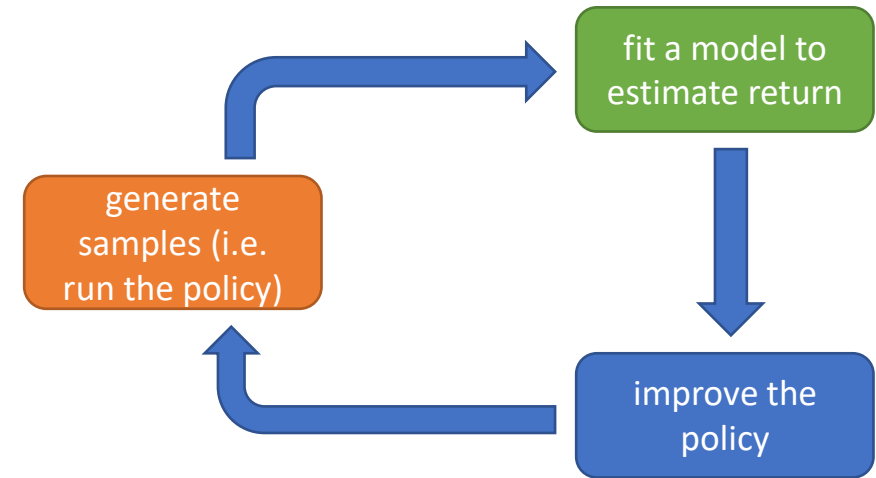 fit a model to
estimate return
generate
samples (i.e.
run the policy)
improve the
policy